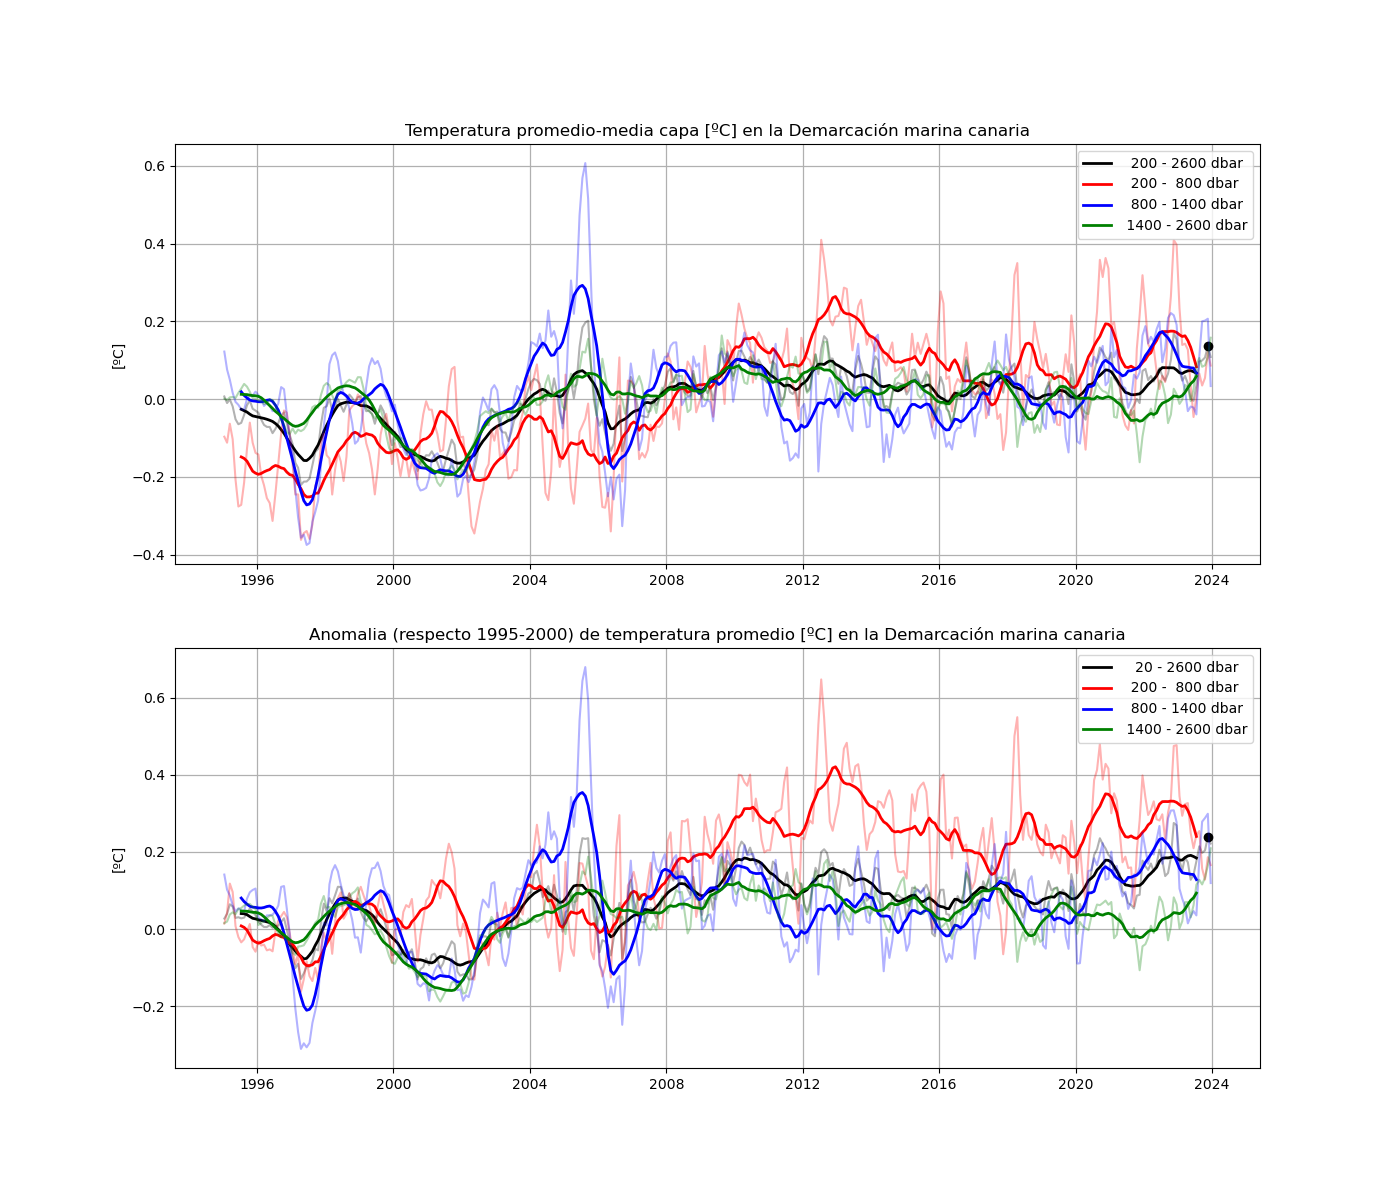 Temperatura promedio-media capa [ºC] en la Demarcación marina canaria
[ºC]
0.6
0.4
0.2
0.0
−0.2
−0.4
200 - 2600 dbar
200 - 800 dbar
800 - 1400 dbar
1400 - 2600 dbar
1996 2000 2004 2008 2012 2016 2020 2024
Anomalia (respecto 1995-2000) de temperatura promedio [ºC] en la Demarcación marina canaria
[ºC]
0.6
0.4
0.2
0.0
−0.2
20 - 2600 dbar
200 - 800 dbar
800 - 1400 dbar
1400 - 2600 dbar
1996 2000 2004 2008 2012 2016 2020 2024